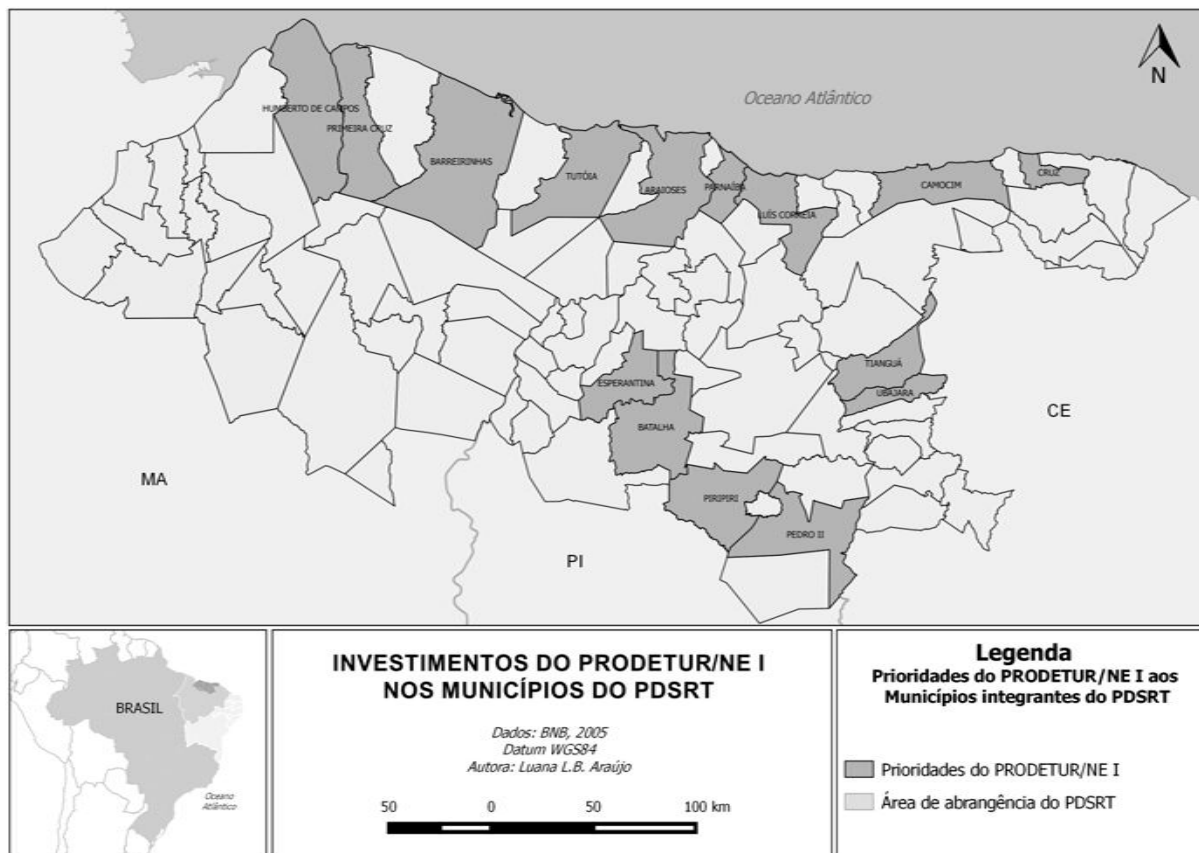 Oceano Atlântico
N
HUMBERTO DE CAMPOS
PRIMEIRA CRUZ
BARREIRINHAS
TUTÓIA
ARAIOSES
PARNAÍBA
LUÍS CORREIA
CAMOCIM
CRUZ
TIANGUÁ
UBAJARA
ESPERANTINA
BATALHA
PIRIPIRI
PEDRO II
MA
PI
CE
BRASIL
Oceano
Atlântico
INVESTIMENTOS DO PRODETUR/NE I
NOS MUNICÍPIOS DO PDSRT
Dados: BNB, 2005
Datum WGS84
Autora: Luana L.B. Araújo
50 0 50 100 km
Legenda
Prioridades do PRODETUR/NE I aos
Municípios integrantes do PDSRT
Prioridades do PRODETUR/NE I
Área de abrangência do PDSRT